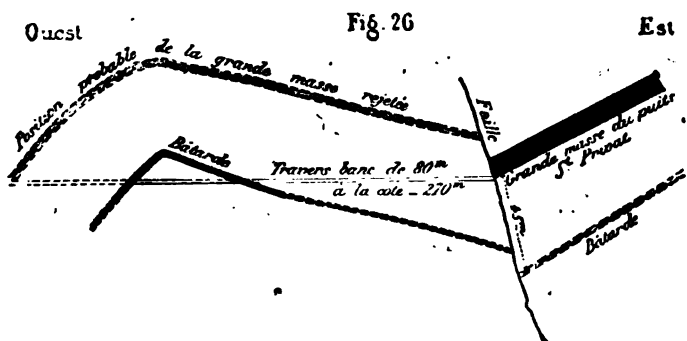 Ouest
Fig. 26
Est
Position probable de la grande masse rejetée
Faille
Grande masse du puits
St Privat
Bâtarde
Travers banc de 80m
à la cote - 270m
45m
Bâtarde